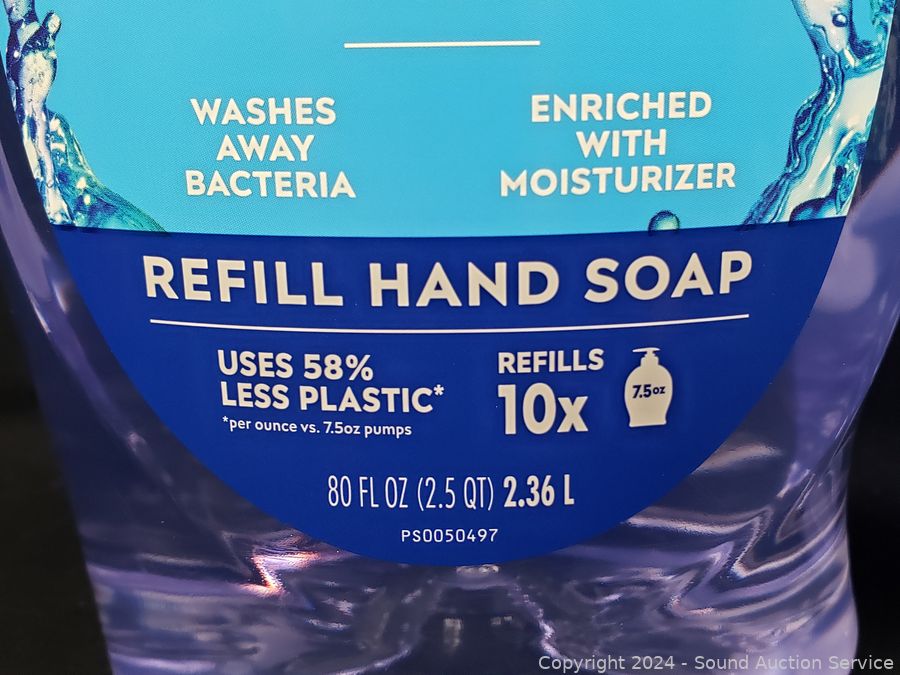 WASHES
AWAY
BACTERIA
ENRICHED
WITH
MOISTURIZER
REFILL HAND SOAP
USES 58%
LESS PLASTIC*
*per ounce vs. 7.5oz pumps
REFILLS
10x
7.5oz
80 FL OZ (2.5 QT) 2.36 L
PS0050497
Copyright 2024 - Sound Auction Service